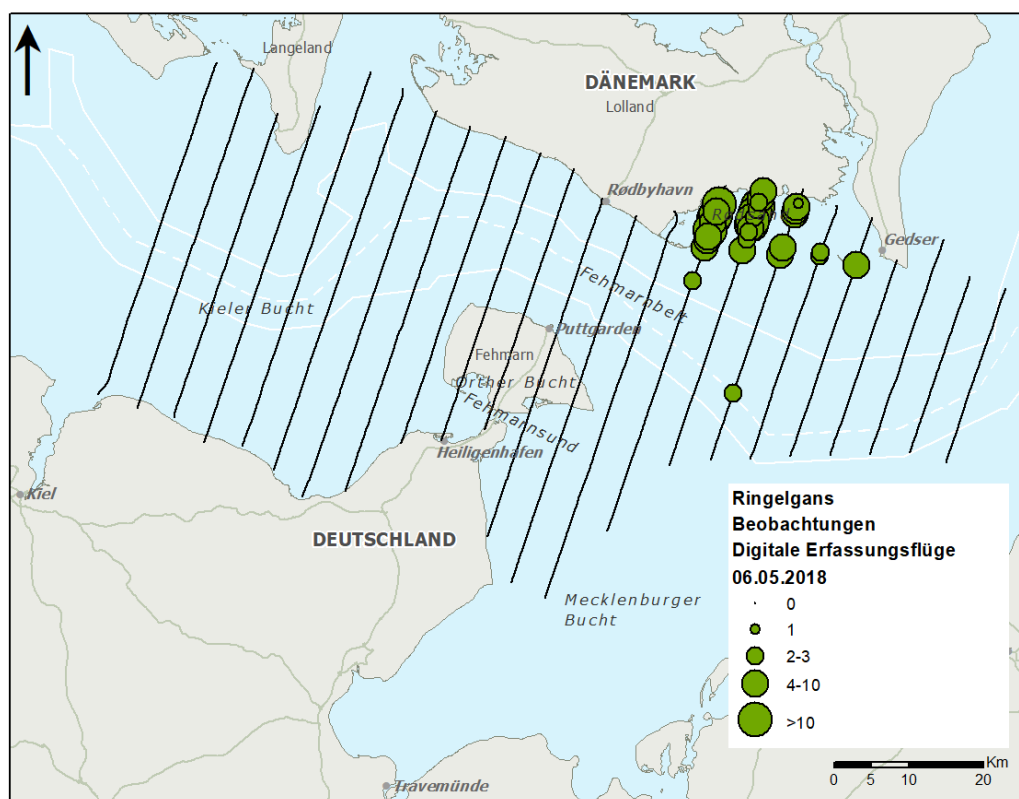 Langeland
DÄNEMARK
Lolland
Rødbyhavn
Gedser
Fehmarnbelt
Kieler Bucht
Puttgarden
Fehmarn
Orther Bucht
Fehmarnsund
Heiligenhafen
Kiel
DEUTSCHLAND
Mecklenburger
Bucht
Travemünde
Ringelgans
Beobachtungen
Digitale Erfassungsflüge
06.05.2018
0
1
2-3
4-10
>10
Km
0 5 10 20